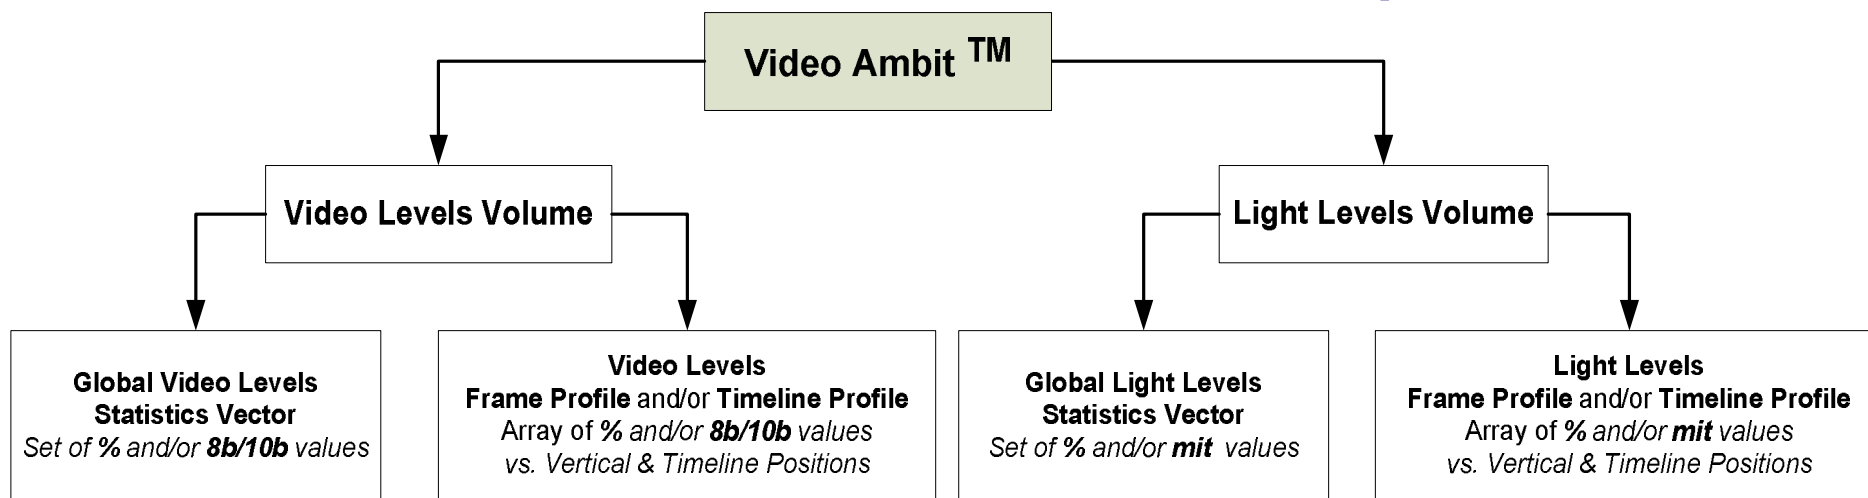 Video Ambit TM
Video Levels Volume
Light Levels Volume
Global Video Levels
Statistics Vector
Set of % and/or 8b/10b values
Video Levels
Frame Profile and/or Timeline Profile
Array of % and/or 8b/10b values
vs. Vertical & Timeline Positions
Global Light Levels
Statistics Vector
Set of % and/or mit values
Light Levels
Frame Profile and/or Timeline Profile
Array of % and/or mit values
vs. Vertical & Timeline Positions